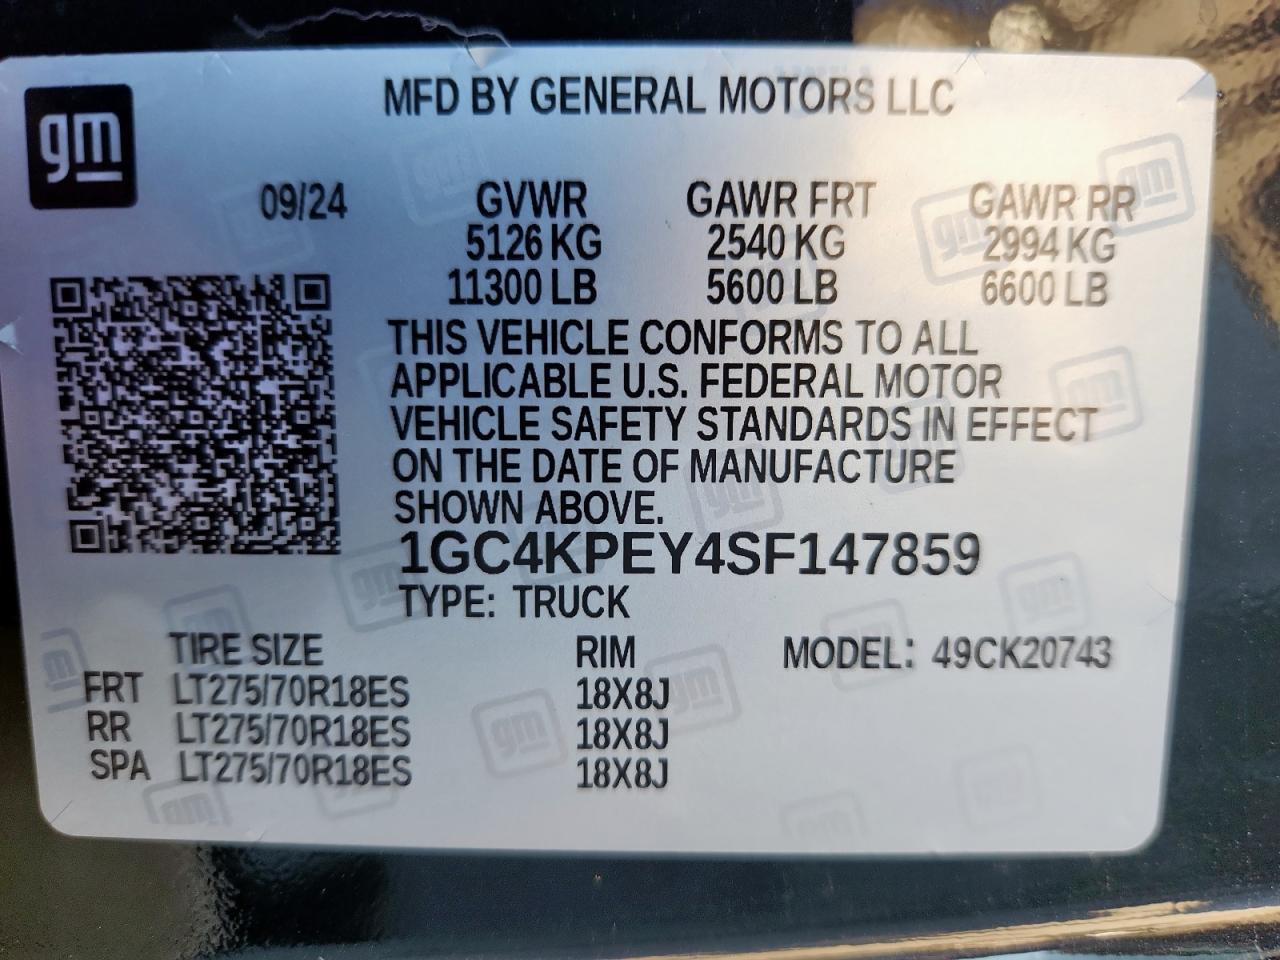 gm
MFD BY GENERAL MOTORS LLC
09/24 GVWR GAWR FRT GAWR RR
5126 KG 2540 KG 2994 KG
11300 LB 5600 LB 6600 LB
THIS VEHICLE CONFORMS TO ALL
APPLICABLE U.S. FEDERAL MOTOR
VEHICLE SAFETY STANDARDS IN EFFECT
ON THE DATE OF MANUFACTURE
SHOWN ABOVE.
1GC4KPEY4SF147859
TYPE: TRUCK
TIRE SIZE RIM MODEL: 49CK20743
FRT LT275/70R18ES 18X8J
RR LT275/70R18ES 18X8J
SPA LT275/70R18ES 18X8J